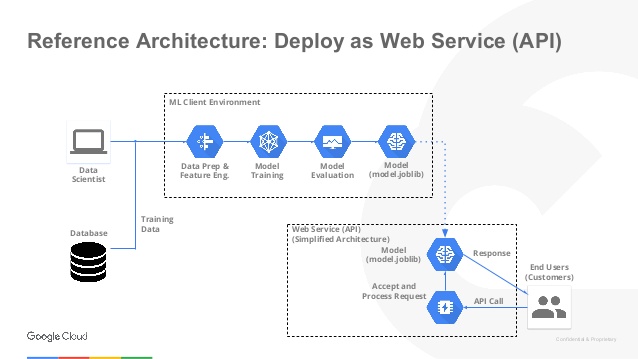 Reference Architecture: Deploy as Web Service (API)
ML Client Environment
Data
Scientist
Data Prep &
Feature Eng.
Model
Training
Model
Evaluation
Model
(model.joblib)
Training
Data
Database
Web Service (API)
(Simplified Architecture)
Model
(model.joblib)
Response
End Users
(Customers)
Accept and
Process Request
API Call
Google Cloud
Confidential & Proprietary